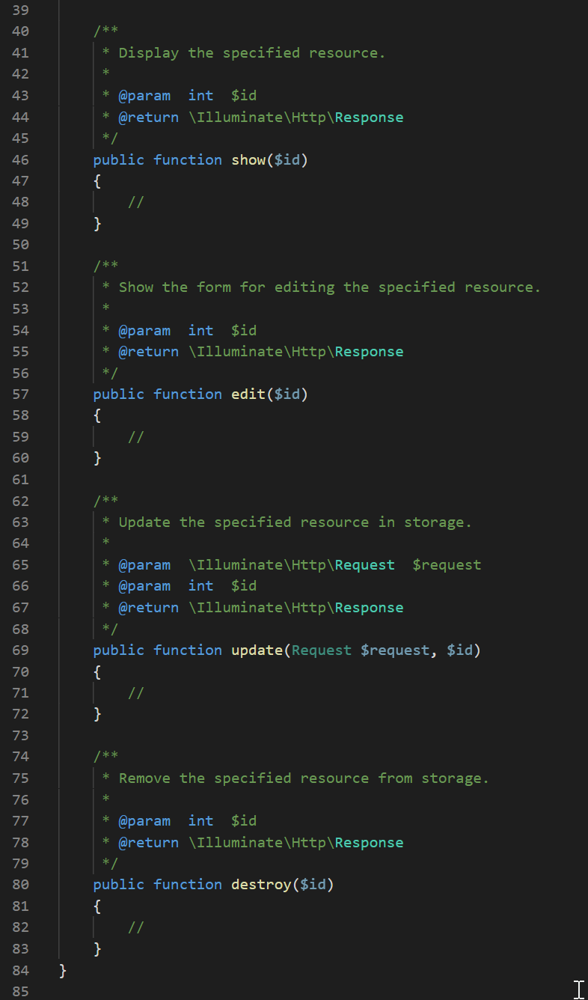 39
40     /**
41      * Display the specified resource.
42      *
43      * @param  int  $id
44      * @return \Illuminate\Http\Response
45      */
46     public function show($id)
47     {
48         //
49     }
50
51     /**
52      * Show the form for editing the specified resource.
53      *
54      * @param  int  $id
55      * @return \Illuminate\Http\Response
56      */
57     public function edit($id)
58     {
59         //
60     }
61
62     /**
63      * Update the specified resource in storage.
64      *
65      * @param  \Illuminate\Http\Request  $request
66      * @param  int  $id
67      * @return \Illuminate\Http\Response
68      */
69     public function update(Request $request, $id)
70     {
71         //
72     }
73
74     /**
75      * Remove the specified resource from storage.
76      *
77      * @param  int  $id
78      * @return \Illuminate\Http\Response
79      */
80     public function destroy($id)
81     {
82         //
83     }
84 }
85